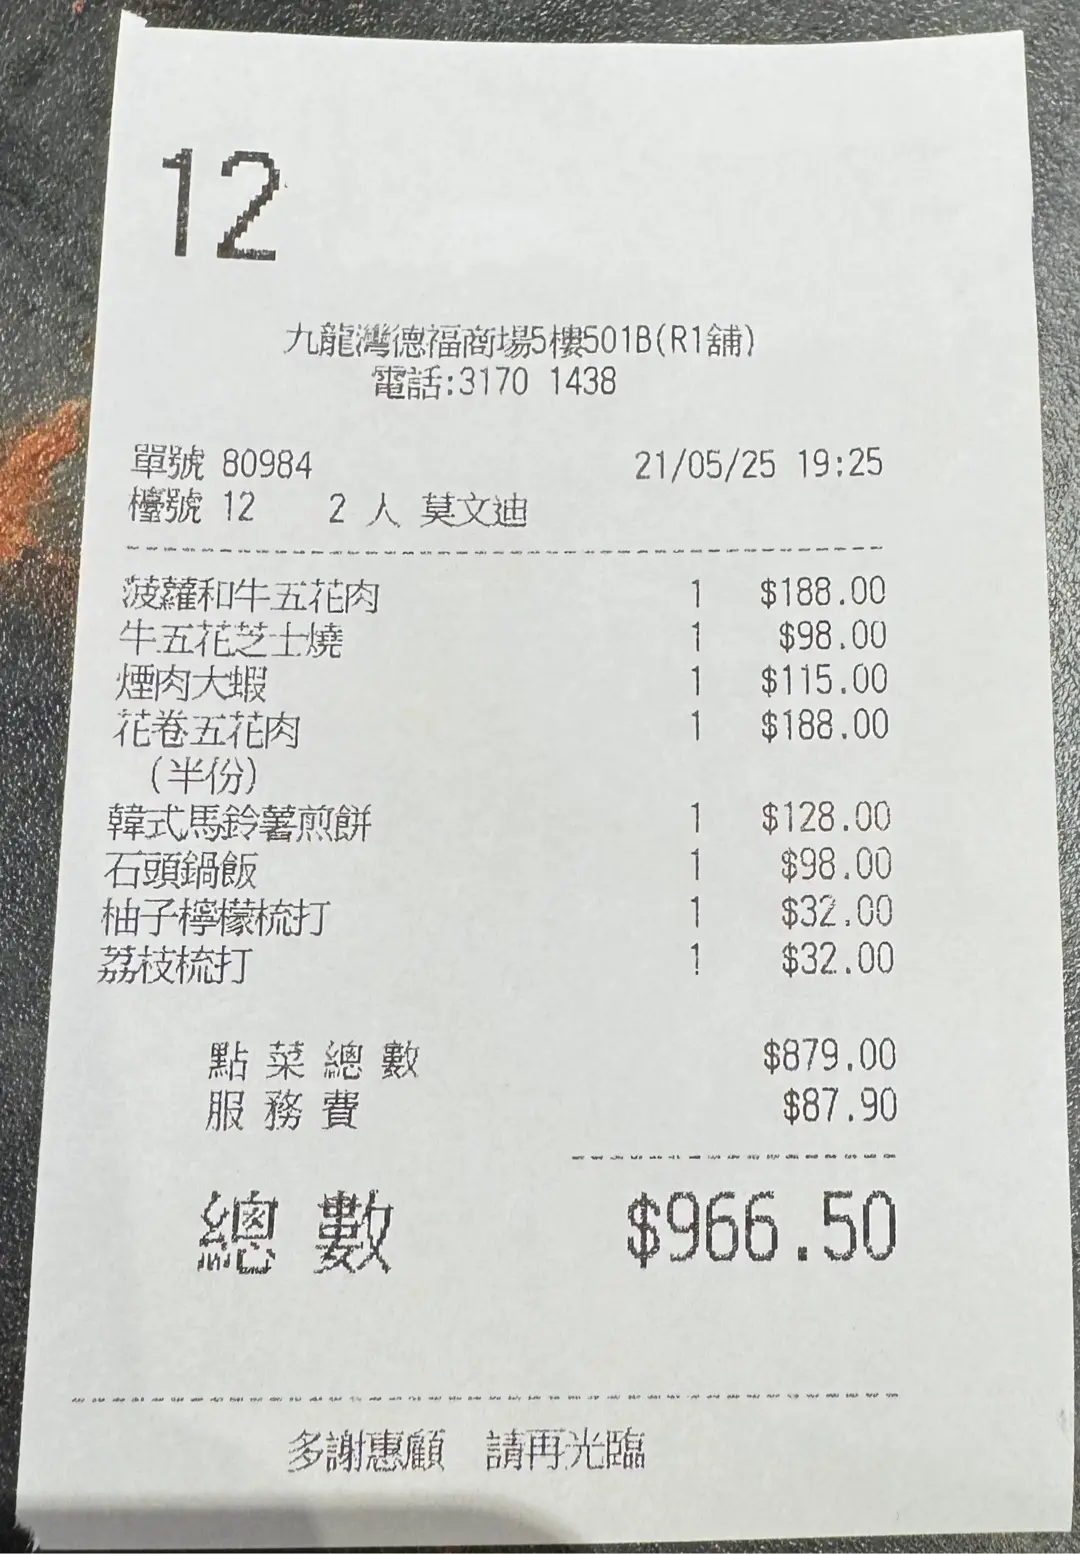 12
九龍灣德福商場5樓501B(R1舖)
電話:3170 1438
單號 80984 21/05/25 19:25
檯號 12 2 人 莫文迪
菠蘿和牛五花肉 1 $188.00
牛五花芝士燒 1 $98.00
煙肉大蝦 1 $115.00
花卷五花肉 1 $188.00
(半份)
韓式馬鈴薯煎餅 1 $128.00
石頭鍋飯 1 $98.00
柚子檸檬梳打 1 $32.00
荔枝梳打 1 $32.00
點菜總數 $879.00
服務費 $87.90
總數 $966.50
多謝惠顧 請再光臨